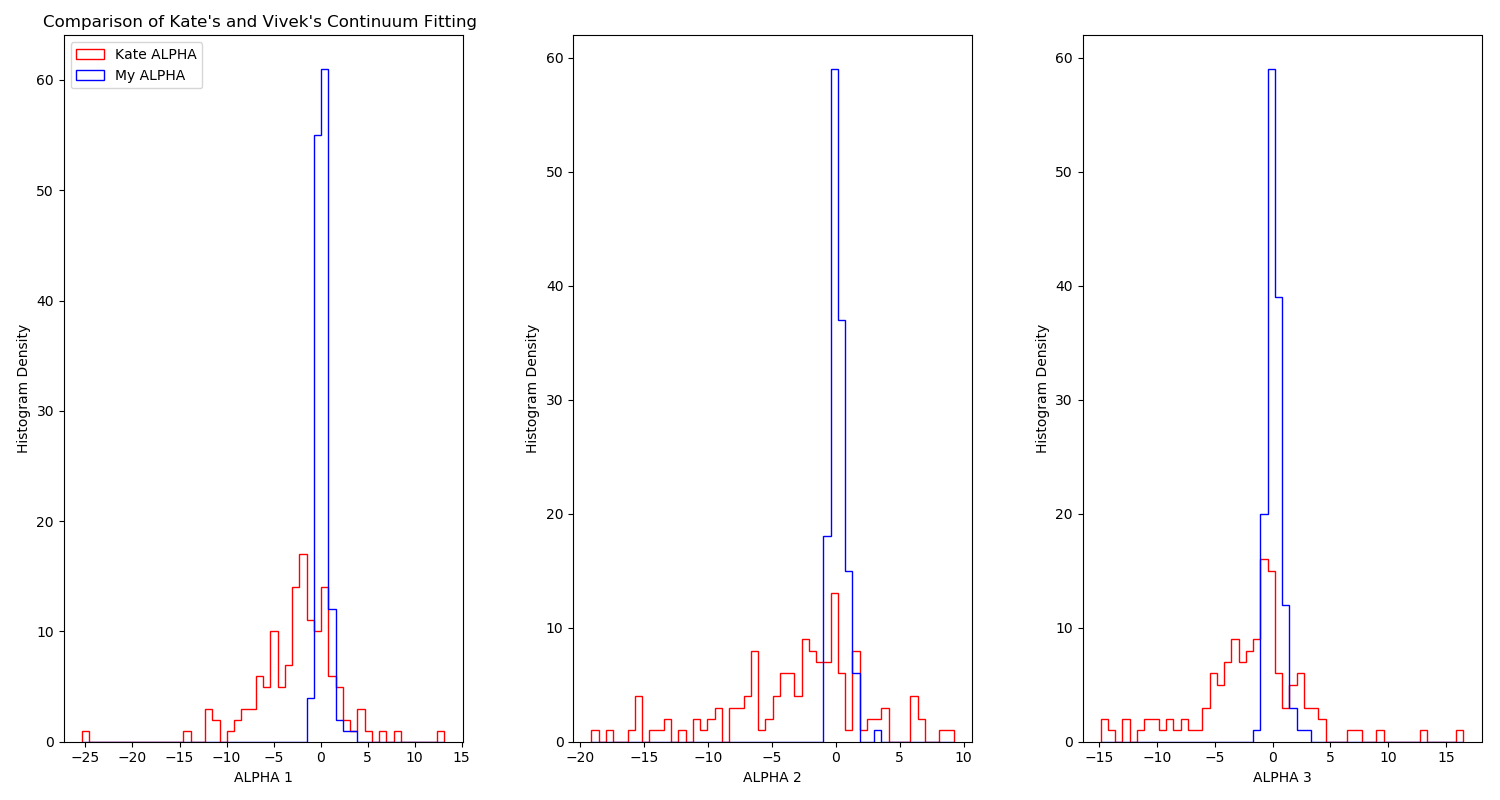 Comparison of Kate's and Vivek's Continuum Fitting
Kate ALPHA
My ALPHA
Histogram Density
0
10
20
30
40
50
60
−25 −20 −15 −10 −5 0 5 10 15
ALPHA 1
Histogram Density
0
10
20
30
40
50
60
−20 −15 −10 −5 0 5 10
ALPHA 2
Histogram Density
0
10
20
30
40
50
60
−15 −10 −5 0 5 10 15
ALPHA 3